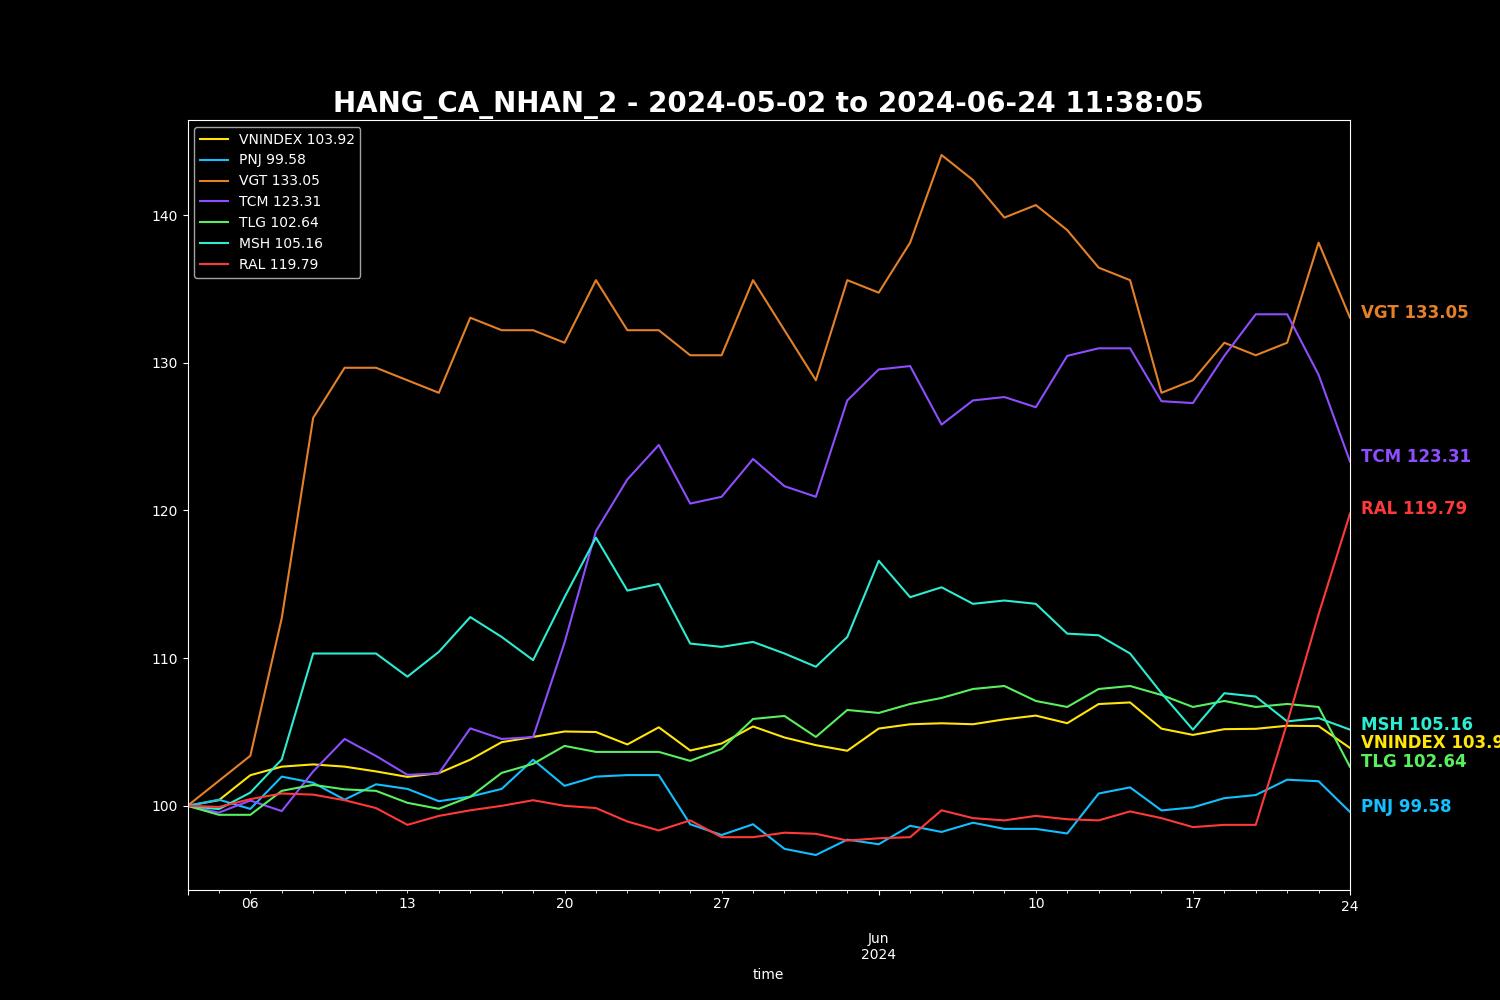 HANG_CA_NHAN_2 - 2024-05-02 to 2024-06-24 11:38:05
VNINDEX 103.92
PNJ 99.58
VGT 133.05
TCM 123.31
TLG 102.64
MSH 105.16
RAL 119.79
140
130
120
110
100
VGT 133.05
TCM 123.31
RAL 119.79
MSH 105.16
VNINDEX 103.9
TLG 102.64
PNJ 99.58
06 13 20 27 10 17 24
Jun
2024
time